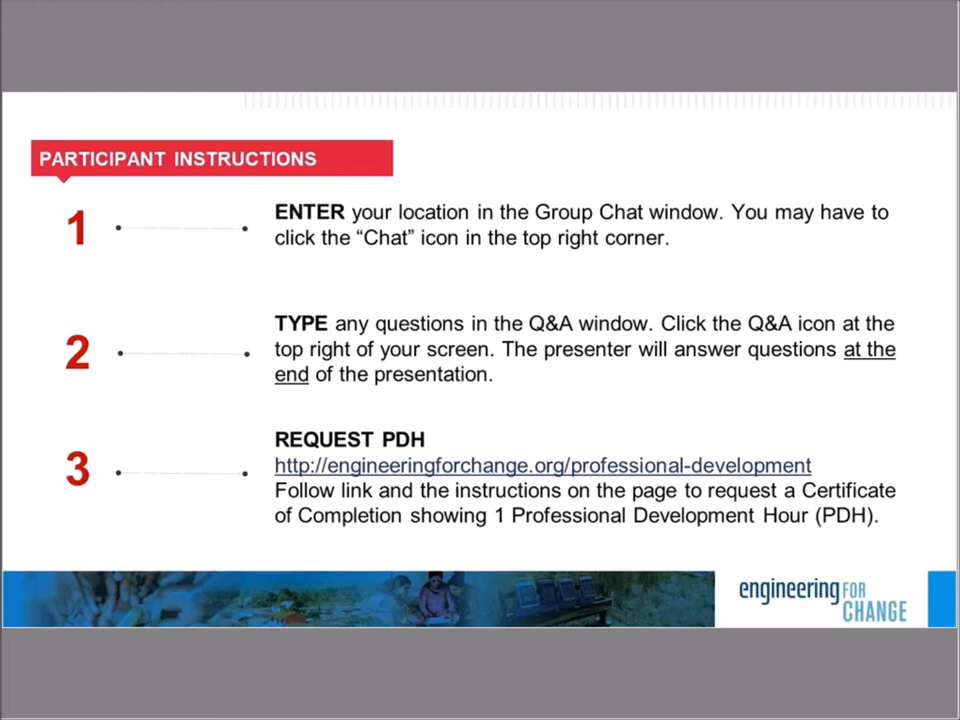 PARTICIPANT INSTRUCTIONS
1
ENTER your location in the Group Chat window. You may have to
click the “Chat” icon in the top right corner.
2
TYPE any questions in the Q&A window. Click the Q&A icon at the
top right of your screen. The presenter will answer questions at the
end of the presentation.
3
REQUEST PDH
http://engineeringforchange.org/professional-development
Follow link and the instructions on the page to request a Certificate
of Completion showing 1 Professional Development Hour (PDH).
engineering FOR
CHANGE